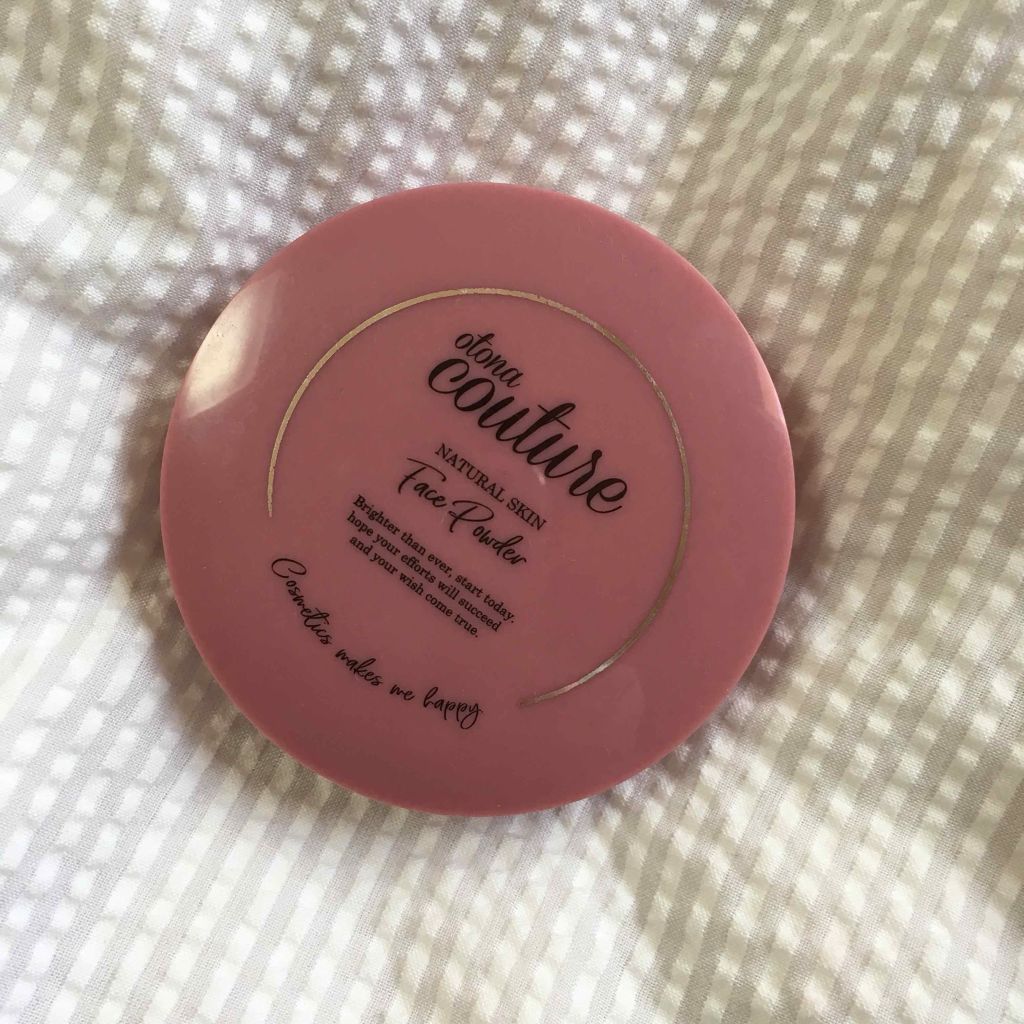 otona
couture
NATURAL SKIN
Face Powder
Brighter than ever, start today.
hope your efforts will succeed
and your wish come true.
Cosmetics makes me happy